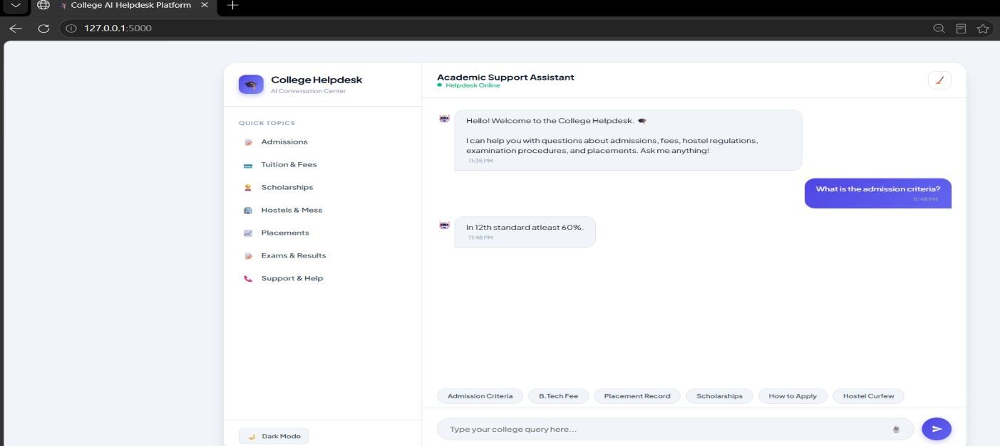 College AI Helpdesk Platform
127.0.0.1:5000
College Helpdesk
AI Conversation Center
QUICK TOPICS
Admissions
Tuition & Fees
Scholarships
Hostels & Mess
Placements
Exams & Results
Support & Help
Dark Mode
Academic Support Assistant
Helpdesk Online
Hello! Welcome to the College Helpdesk.
I can help you with questions about admissions, fees, hostel regulations,
examination procedures, and placements. Ask me anything!
11:35 PM
What is the admission criteria?
11:48 PM
In 12th standard atleast 60%.
11:48 PM
Admission Criteria
B.Tech Fee
Placement Record
Scholarships
How to Apply
Hostel Curfew
Type your college query here...